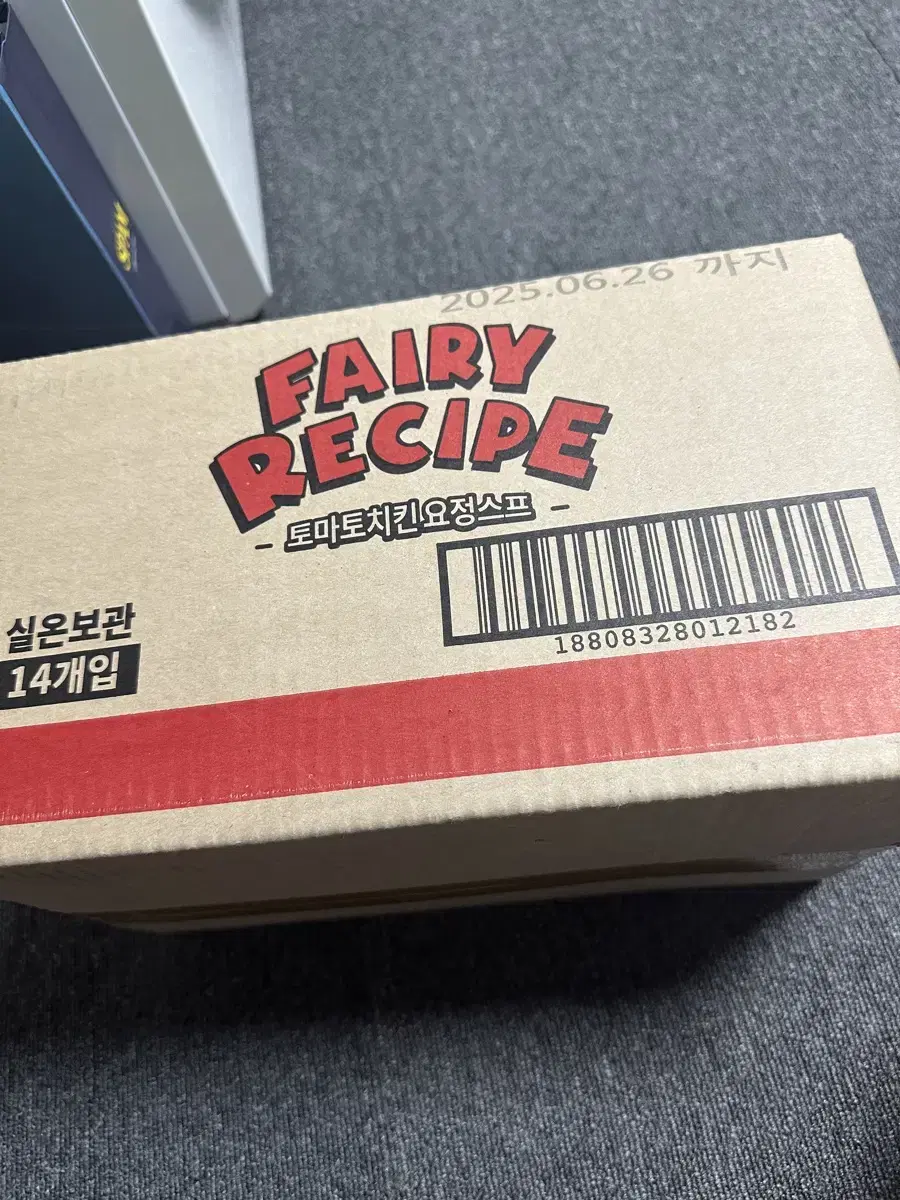 SPAM
2025.06.26 까지
FAIRY
RECIPE
- 토마토치킨요정스프 -
18808328012182
실온보관
14개입